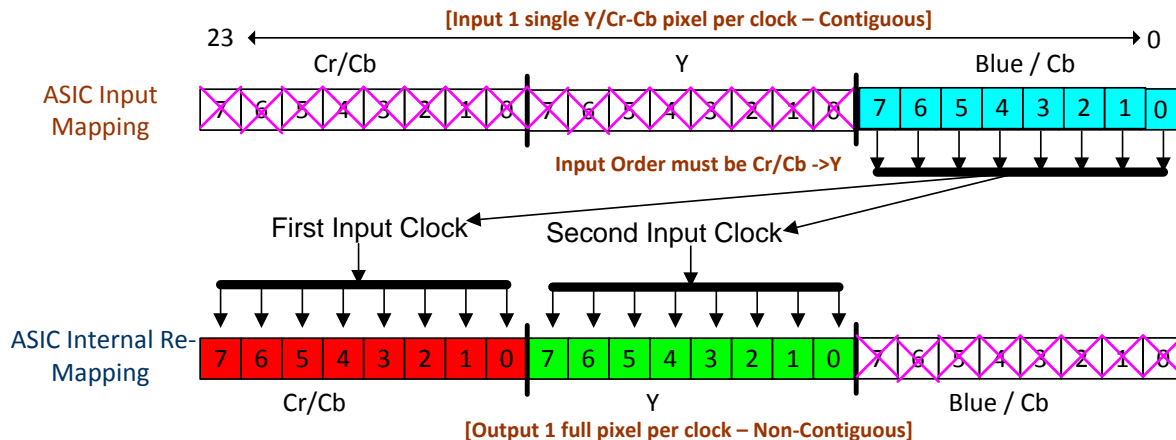 [Input 1 single Y/Cr-Cb pixel per clock – Contiguous]
23 0
Cr/Cb Y Blue / Cb
ASIC Input
Mapping
7 6 5 4 3 2 1 0 7 6 5 4 3 2 1 0 7 6 5 4 3 2 1 0
Input Order must be Cr/Cb ->Y
First Input Clock Second Input Clock
ASIC Internal Re-
Mapping
7 6 5 4 3 2 1 0 7 6 5 4 3 2 1 0 7 6 5 4 3 2 1 0
Cr/Cb Y Blue / Cb
[Output 1 full pixel per clock – Non-Contiguous]